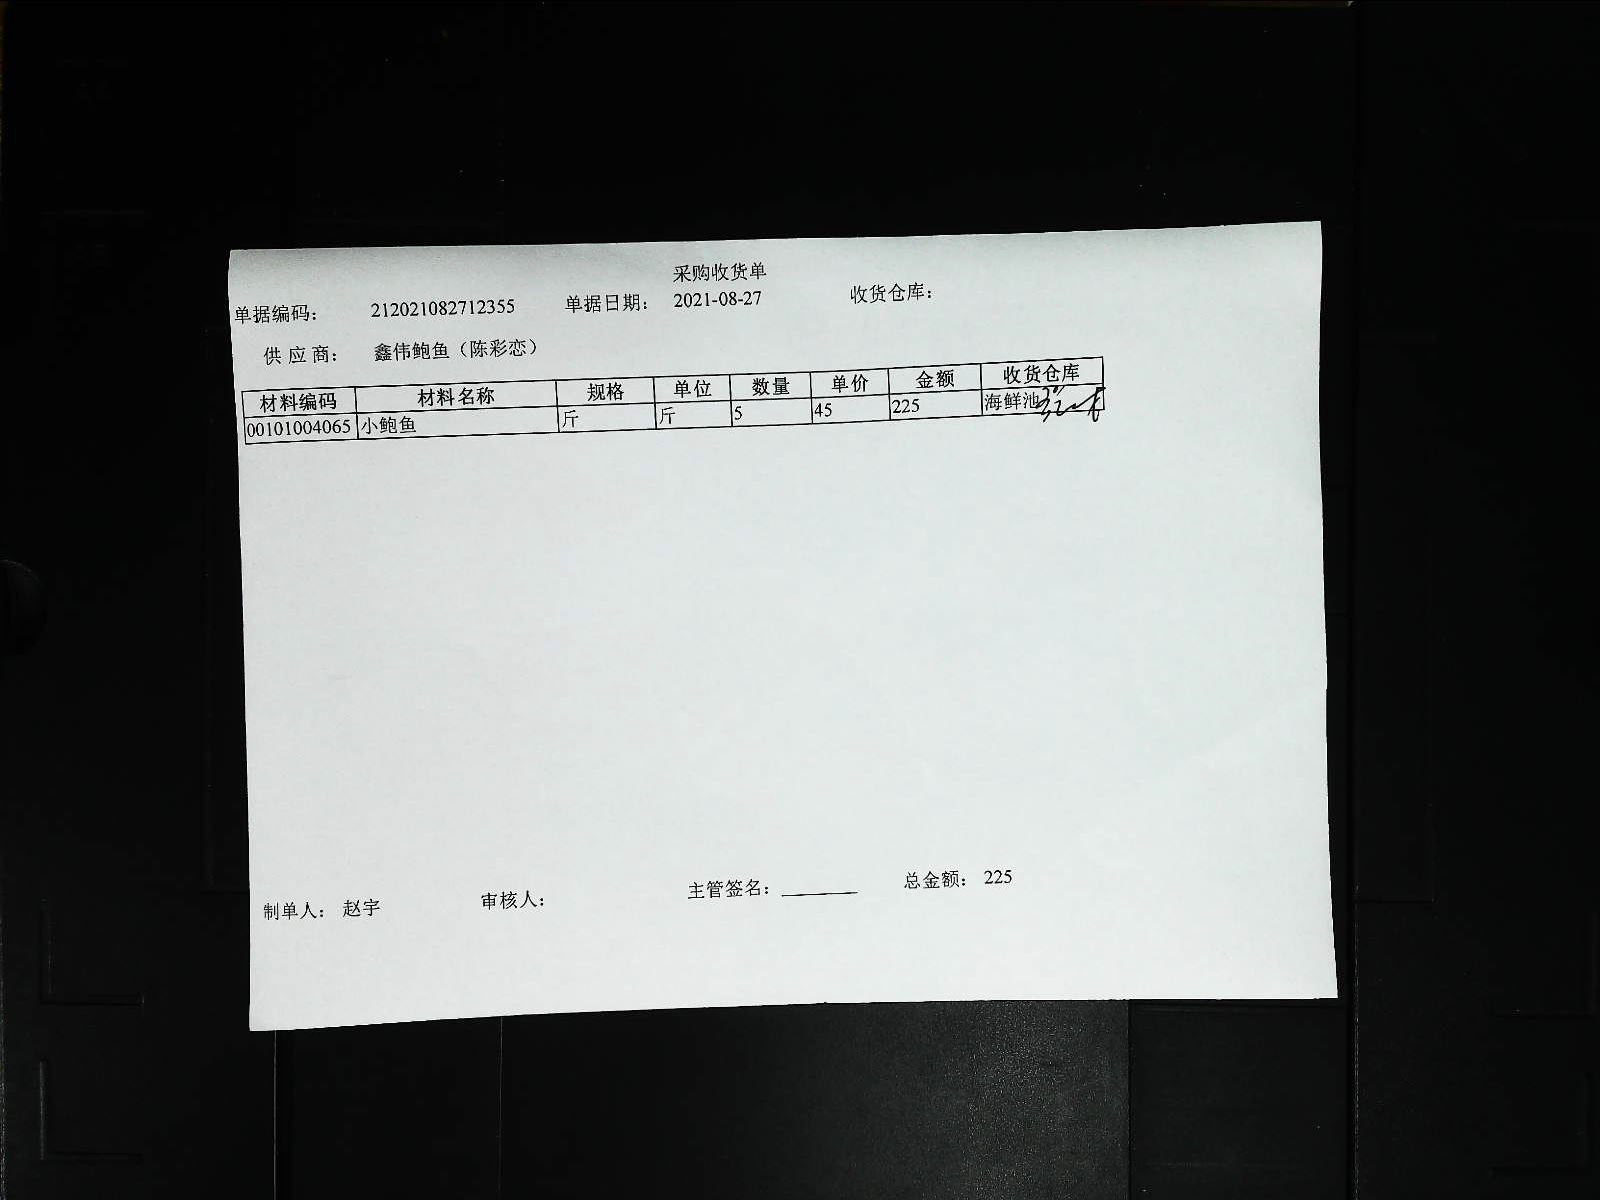 采购收货单
单据编码： 212021082712355 单据日期： 2021-08-27 收货仓库：
供 应 商： 鑫伟鲍鱼（陈彩恋）
材料编码 材料名称 规格 单位 数量 单价 金额 收货仓库
00101004065 小鲍鱼 斤 斤 5 45 225 海鲜池
制单人： 赵宇 审核人： 主管签名：________ 总金额： 225